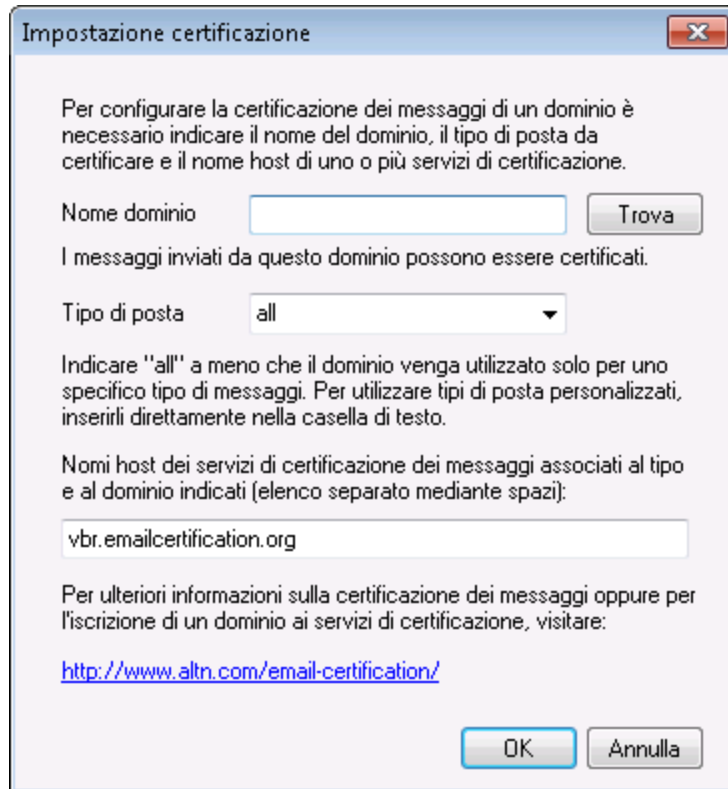 Impostazione certificazione
Per configurare la certificazione dei messaggi di un dominio è
necessario indicare il nome del dominio, il tipo di posta da
certificare e il nome host di uno o più servizi di certificazione.
Nome dominio
Trova
I messaggi inviati da questo dominio possono essere certificati.
Tipo di posta
all
Indicare "all" a meno che il dominio venga utilizzato solo per uno
specifico tipo di messaggi. Per utilizzare tipi di posta personalizzati,
inserirli direttamente nella casella di testo.
Nomi host dei servizi di certificazione dei messaggi associati al tipo
e al dominio indicati (elenco separato mediante spazi):
vbr.emailcertification.org
Per ulteriori informazioni sulla certificazione dei messaggi oppure per
l'iscrizione di un dominio ai servizi di certificazione, visitare:
http://www.altn.com/email-certification/
OK
Annulla